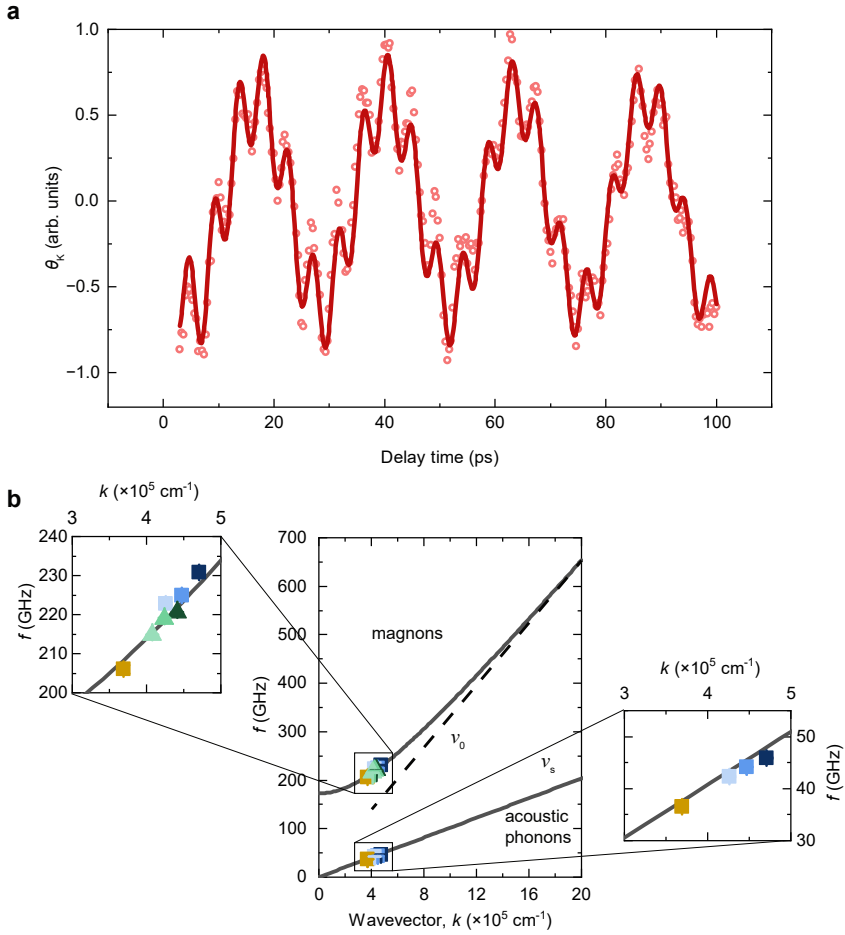 a
1.0
0.5
0.0
−0.5
−1.0
θK (arb. units)
0 20 40 60 80 100
Delay time (ps)
b
k (×10⁵ cm⁻¹)
3 4 5
240
230
220
210
200
f (GHz)
700
600
500
400
300
200
100
0
f (GHz)
magnons
v₀
vₛ
acoustic
phonons
0 4 8 12 16 20
Wavevector, k (×10⁵ cm⁻¹)
k (×10⁵ cm⁻¹)
3 4 5
50
40
30
f (GHz)